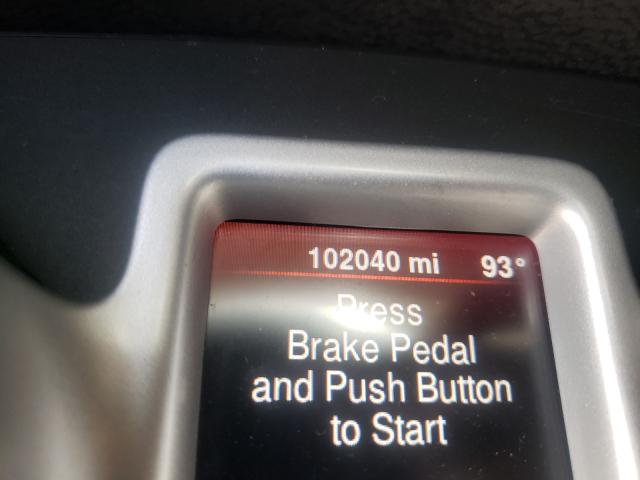 102040 mi 93°
Press
Brake Pedal
and Push Button
to Start